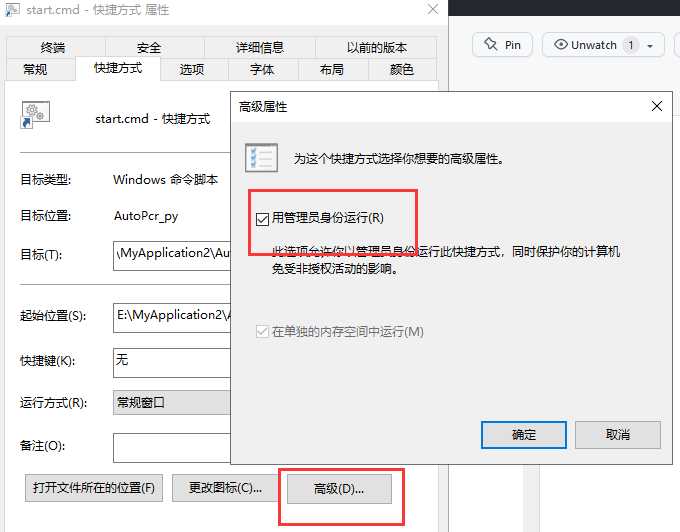 start.cmd - 快捷方式 属性
终端 安全 详细信息 以前的版本
常规 快捷方式 选项 字体 布局 颜色
start.cmd - 快捷方式
目标类型: Windows 命令脚本
目标位置: AutoPcr_py
目标(T): \MyApplication2\Au
起始位置(S): E:\MyApplication2\A
快捷键(K): 无
运行方式(R): 常规窗口
备注(O):
打开文件所在的位置(F) 更改图标(C)... 高级(D)...
Pin Unwatch 1
高级属性
为这个快捷方式选择你想要的高级属性。
用管理员身份运行(R)
此选项允许你以管理员身份运行此快捷方式，同时保护你的计算机
免受非授权活动的影响。
在单独的内存空间中运行(M)
确定 取消